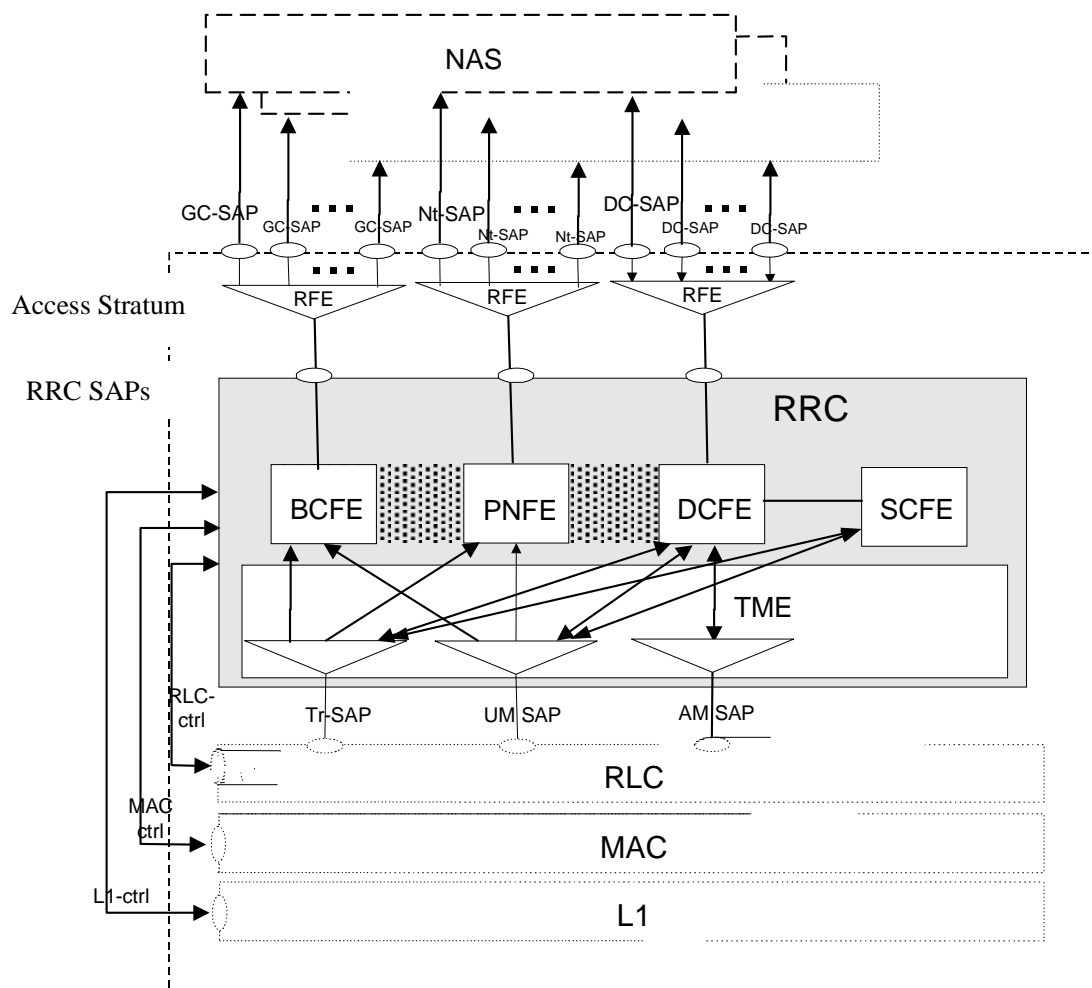 NAS
GC-SAP
GC-SAP
GC-SAP
Nt-SAP
Nt-SAP
Nt-SAP
DC-SAP
DC-SAP
DC-SAP
RFE
RFE
RFE
Access Stratum
RRC SAPs
RRC
BCFE
PNFE
DCFE
SCFE
TME
RLC-
ctrl
Tr-SAP
UM SAP
AM SAP
RLC
MAC
ctrl
MAC
L1-ctrl
L1